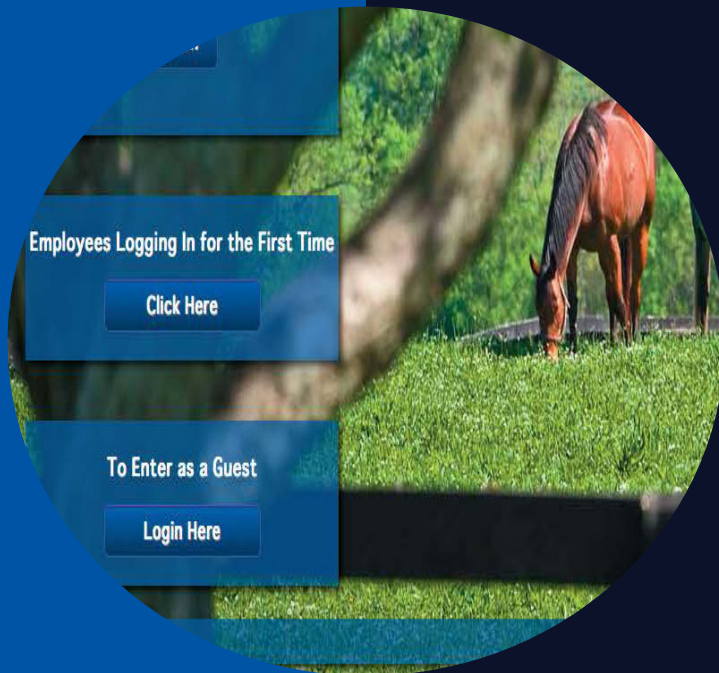 Employees Logging In for the First Time
Click Here
To Enter as a Guest
Login Here